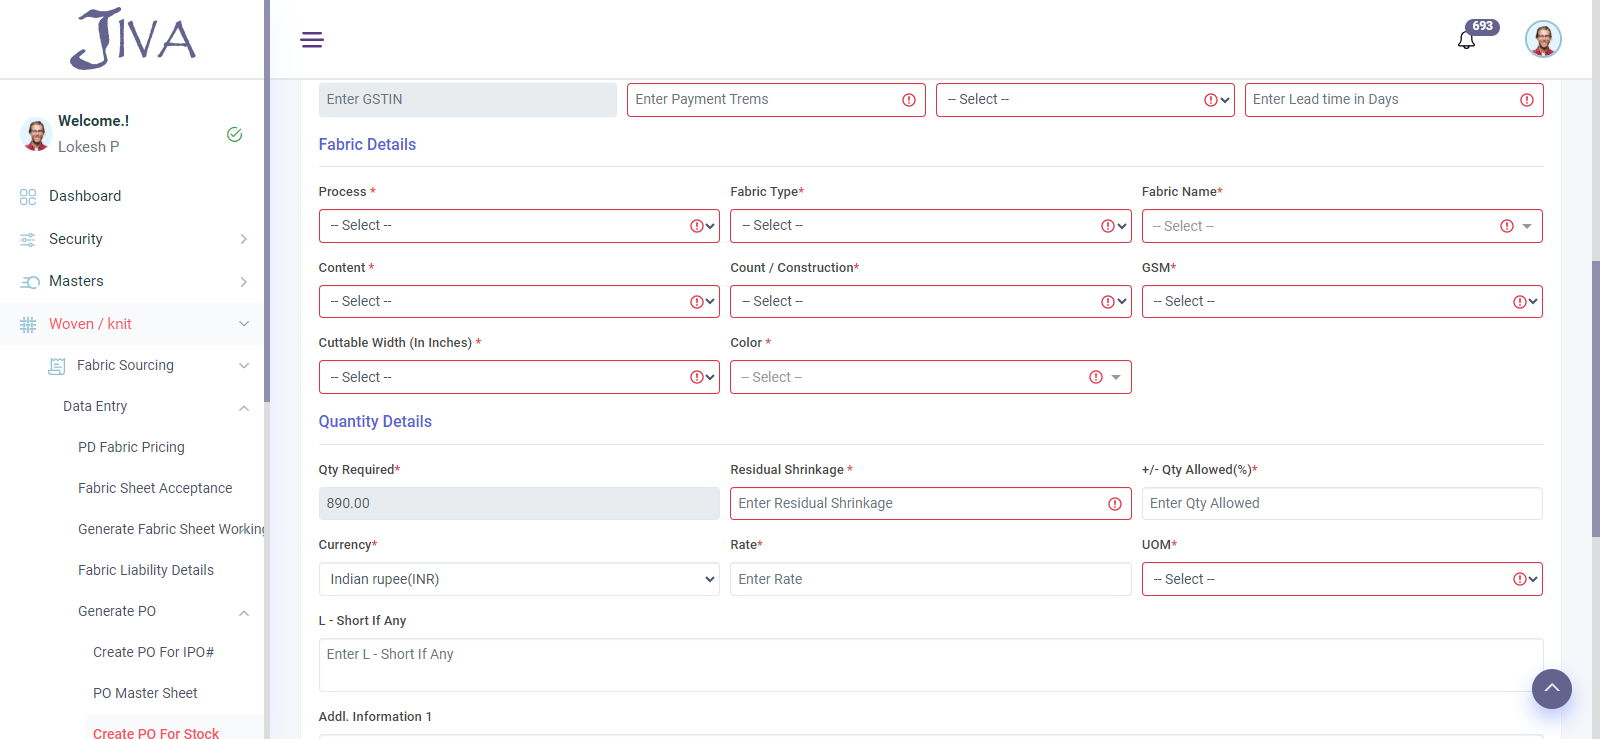 JIVA
693
Welcome.!
Lokesh P
Dashboard
Security
Masters
Woven / knit
Fabric Sourcing
Data Entry
PD Fabric Pricing
Fabric Sheet Acceptance
Generate Fabric Sheet Working
Fabric Liability Details
Generate PO
Create PO For IPO#
PO Master Sheet
Create PO For Stock
Enter GSTIN
Enter Payment Trems
-- Select --
Enter Lead time in Days
Fabric Details
Process *
Fabric Type*
Fabric Name*
-- Select --
-- Select --
-- Select --
Content *
Count / Construction*
GSM*
-- Select --
-- Select --
-- Select --
Cuttable Width (In Inches) *
Color *
-- Select --
-- Select --
Quantity Details
Qty Required*
Residual Shrinkage *
+/- Qty Allowed(%)*
890.00
Enter Residual Shrinkage
Enter Qty Allowed
Currency*
Rate*
UOM*
Indian rupee(INR)
Enter Rate
-- Select --
L - Short If Any
Enter L - Short If Any
Addl. Information 1